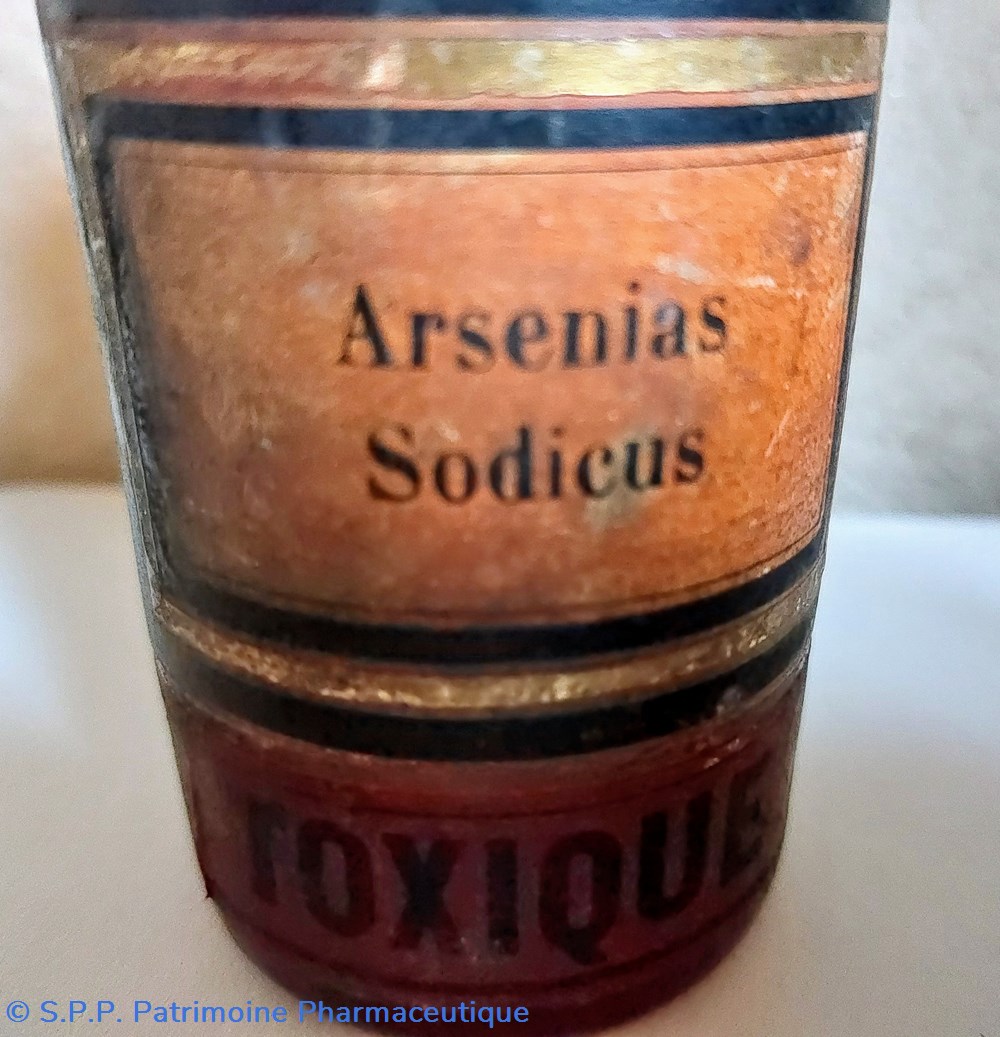 Arsenias
Sodicus
TOXIQUE
© S.P.P. Patrimoine Pharmaceutique